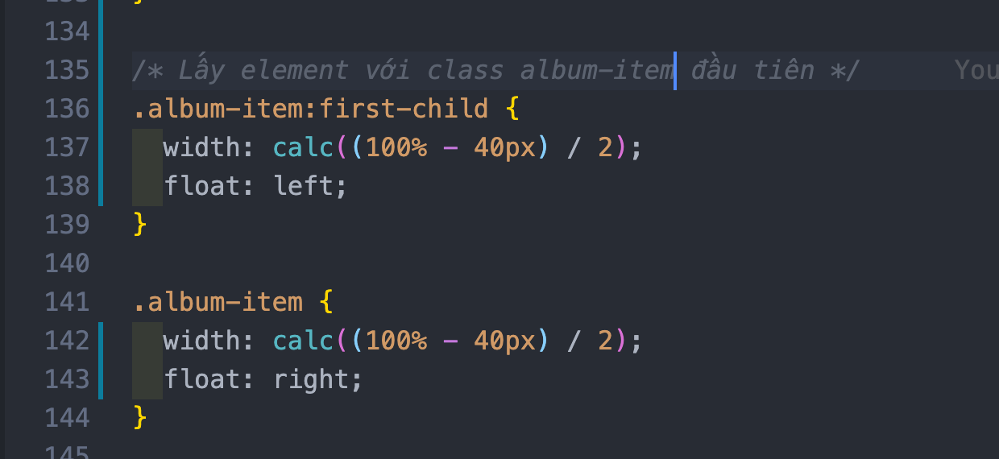 134
135 /* Lấy element với class album-item đầu tiên */ You
136 .album-item:first-child {
137 width: calc((100% - 40px) / 2);
138 float: left;
139 }
140
141 .album-item {
142 width: calc((100% - 40px) / 2);
143 float: right;
144 }
145